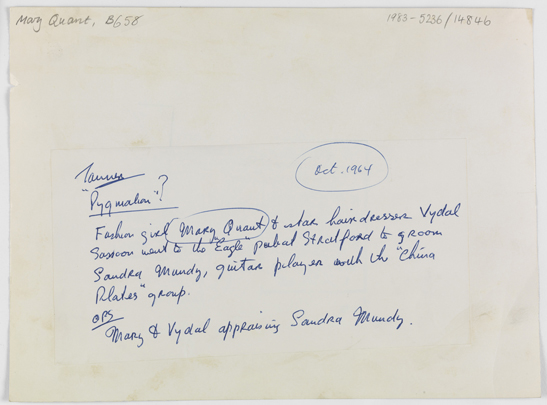 Mary Quant, B658
1983-5236/14846
Oct. 1964
Tanner
"Pygmalion"?
Fashion girl Mary Quant & star hairdresser Vydal
Sassoon went to the "Eagle" pub at Stratford to groom
Sandra Mundy, guitar player with the "China
Plates" group.
OPS
Mary & Vydal appraising Sandra Mundy.